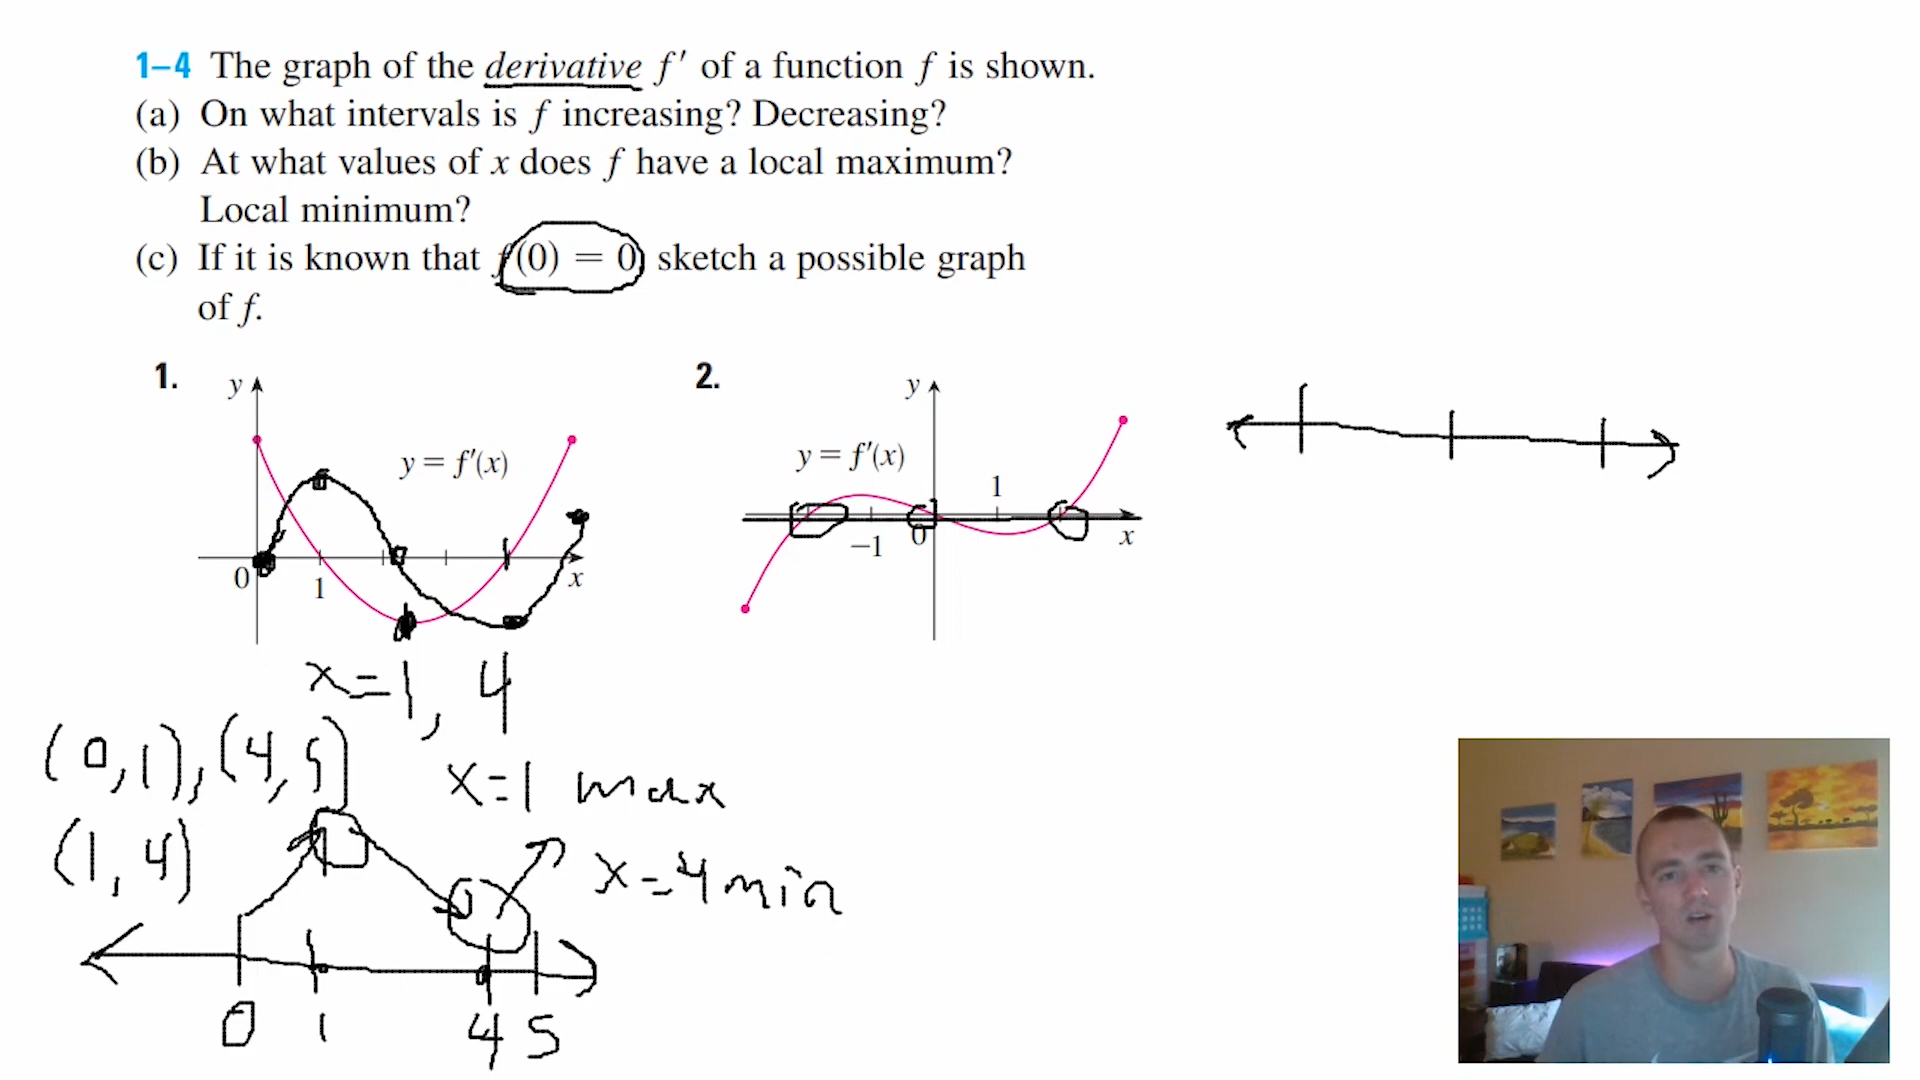 1–4 The graph of the derivative f′ of a function f is shown.
(a) On what intervals is f increasing? Decreasing?
(b) At what values of x does f have a local maximum?
Local minimum?
(c) If it is known that f(0) = 0, sketch a possible graph
of f.
1.
y
y = f′(x)
0
1
x
2.
y
y = f′(x)
1
−1
0
x
x=1, 4
(0,1), (4,5)
x=1 max
(1,4)
x=4 min
0 1 4 5